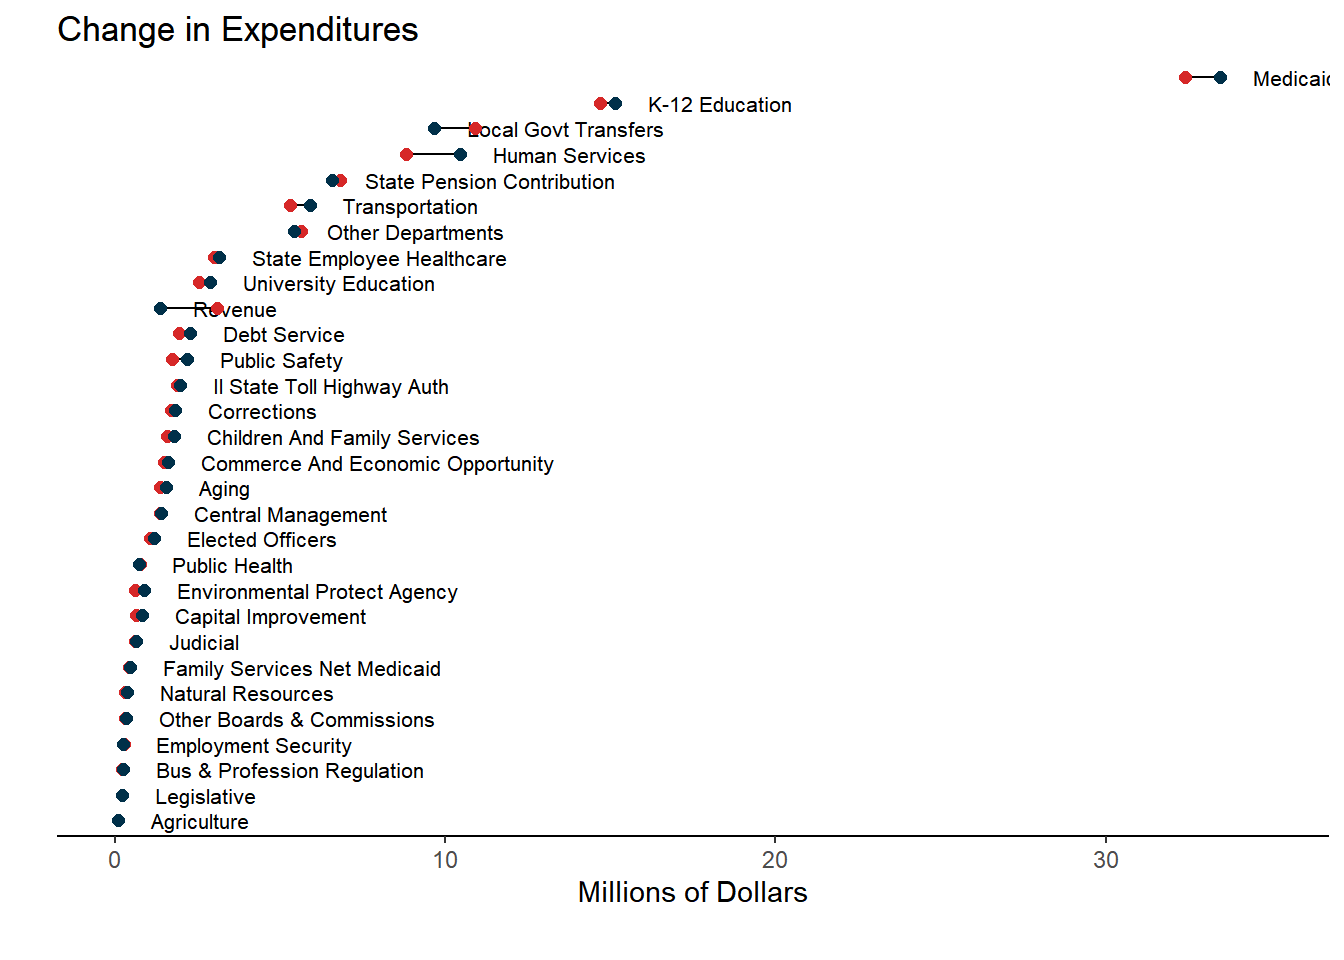 Change in Expenditures
Medicaid
K-12 Education
Local Govt Transfers
Human Services
State Pension Contribution
Transportation
Other Departments
State Employee Healthcare
University Education
Revenue
Debt Service
Public Safety
Il State Toll Highway Auth
Corrections
Children And Family Services
Commerce And Economic Opportunity
Aging
Central Management
Elected Officers
Public Health
Environmental Protect Agency
Capital Improvement
Judicial
Family Services Net Medicaid
Natural Resources
Other Boards & Commissions
Employment Security
Bus & Profession Regulation
Legislative
Agriculture
0 10 20 30
Millions of Dollars